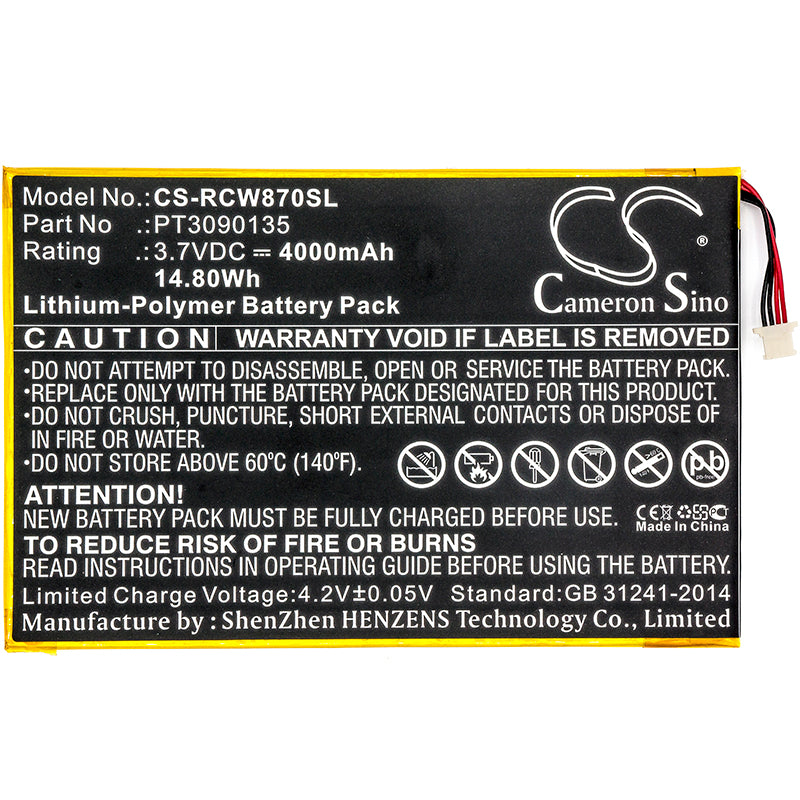 Model No.: CS-RCW870SL
Part No : PT3090135
Rating : 3.7VDC ⎓ 4000mAh
14.80Wh
Lithium-Polymer Battery Pack
CS
®
Cameron Sino
CAUTION WARRANTY VOID IF LABEL IS REMOVED
•DO NOT ATTEMPT TO DISASSEMBLE, OPEN OR SERVICE THE BATTERY PACK.
•REPLACE ONLY WITH THE BATTERY PACK DESIGNATED FOR THIS PRODUCT.
•DO NOT CRUSH, PUNCTURE, SHORT EXTERNAL CONTACTS OR DISPOSE OF
IN FIRE OR WATER.
•DO NOT STORE ABOVE 60°C (140°F).
Pb
pb-free
ATTENTION!
NEW BATTERY PACK MUST BE FULLY CHARGED BEFORE USE!
CE
Made In China
TO REDUCE RISK OF FIRE OR BURNS
READ INSTRUCTIONS IN OPERATING GUIDE BEFORE USING BATTERY.
Limited Charge Voltage:4.2V±0.05V Standard:GB 31241-2014
Manufacture by : ShenZhen HENZENS Technology Co., Limited